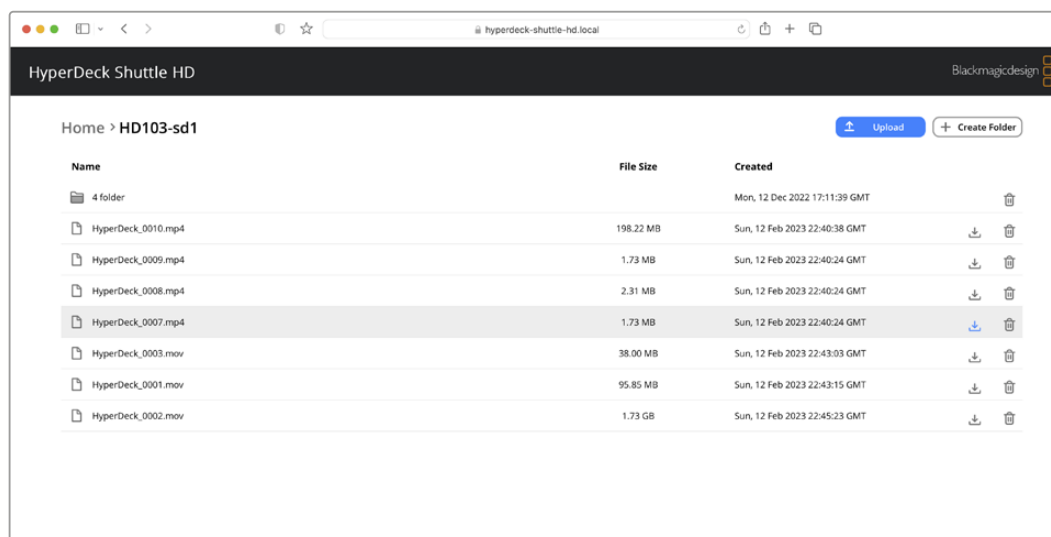 hyperdeck-shuttle-hd.local
HyperDeck Shuttle HD Blackmagicdesign
Home > HD103-sd1 Upload + Create Folder
Name File Size Created
4 folder Mon, 12 Dec 2022 17:11:39 GMT
HyperDeck_0010.mp4 198.22 MB Sun, 12 Feb 2023 22:40:38 GMT
HyperDeck_0009.mp4 1.73 MB Sun, 12 Feb 2023 22:40:24 GMT
HyperDeck_0008.mp4 2.31 MB Sun, 12 Feb 2023 22:40:24 GMT
HyperDeck_0007.mp4 1.73 MB Sun, 12 Feb 2023 22:40:24 GMT
HyperDeck_0003.mov 38.00 MB Sun, 12 Feb 2023 22:43:03 GMT
HyperDeck_0001.mov 95.85 MB Sun, 12 Feb 2023 22:43:15 GMT
HyperDeck_0002.mov 1.73 GB Sun, 12 Feb 2023 22:45:23 GMT